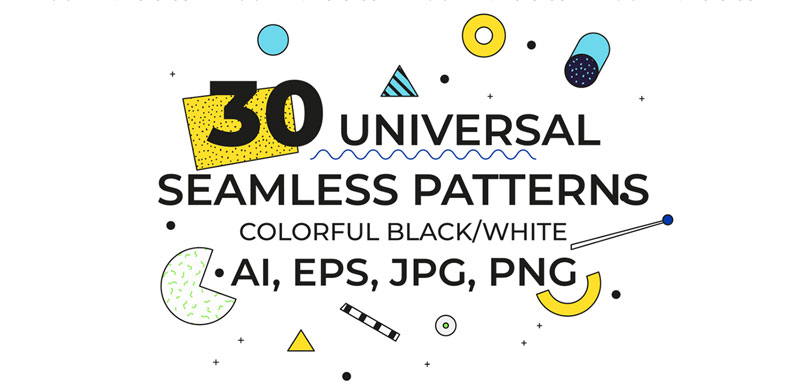 30 UNIVERSAL
SEAMLESS PATTERNS
COLORFUL BLACK/WHITE
AI, EPS, JPG, PNG